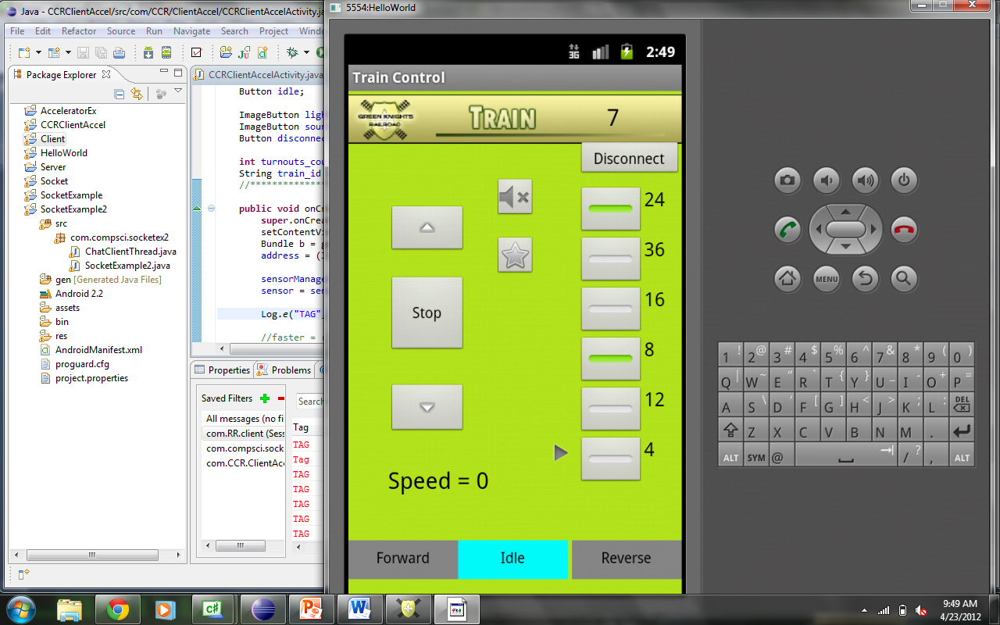 Java - CCRClientAccel/src/com/CCR/ClientAccel/CCRClientAccelActivity.ja
File Edit Refactor Source Run Navigate Search Project Windo
Package Explorer
AcceleratorEx
CCRClientAccel
Client
HelloWorld
Server
Socket
SocketExample
SocketExample2
src
com.compsci.socketex2
ChatClientThread.java
SocketExample2.java
gen [Generated Java Files]
Android 2.2
assets
bin
res
AndroidManifest.xml
proguard.cfg
project.properties
CCRClientAccelActivity.java
Button idle;
ImageButton ligh
ImageButton soun
Button disconnec
int turnouts_cou
String train_id
//**************
public void onCr
super.onCrea
setContentVi
Bundle b = g
address = (I
sensorManage
sensor = sen
Log.e("TAG",
//faster = (
Properties Problems
Saved Filters
All messages (no fi
com.RR.client (Sess
com.compsci.sock
com.CCR.ClientAcc
Search
Tag
TAG
Tag
TAG
TAG
TAG
TAG
TAG
5554:HelloWorld
3G 2:49
Train Control
GREEN KNIGHTS
RAILROAD
TRAIN 7
Disconnect
24
36
16
8
12
4
Stop
Speed = 0
Forward Idle Reverse
MENU
1 ! 2 @ 3 # 4 $ 5 % 6 ^ 7 & 8 * 9 ( 0 )
Q | W ~ E " R ` T { Y } U _ I - O + P =
A S \ D ' F [ G ] H < J > K ; L : DEL
Z X C V B N M .
ALT SYM @ / ? , ALT
9:49 AM
4/23/2012